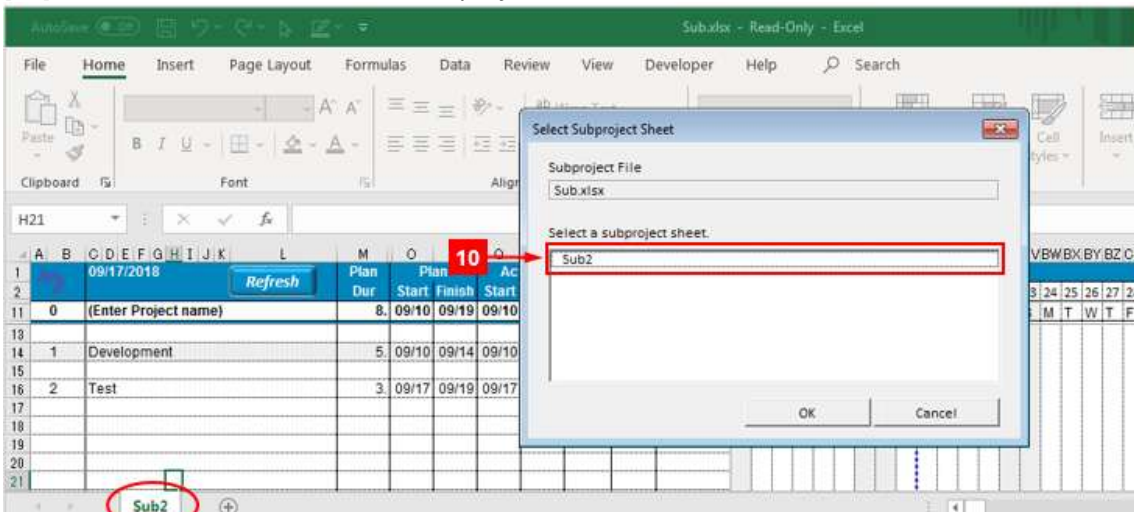 AutoSave Off Sub.xlsx - Read-Only - Excel
File Home Insert Page Layout Formulas Data Review View Developer Help Search
Paste B I U A A A Cell Insert
Clipboard Font
H21 fx
Select Subproject Sheet
Subproject File
Sub.xlsx
Select a subproject sheet.
10 Sub2
OK Cancel
A B C D E F G H I J K L M O
1 09/17/2018 Refresh Plan
2 Dur Start Finish Start 24 25 26 27
11 0 (Enter Project name) 8. 09/10 09/19 09/10 M T W T F
13
14 1 Development 5. 09/10 09/14 09/10
15
16 2 Test 3. 09/17 09/19 09/17
17
18
19
20
21
Sub2